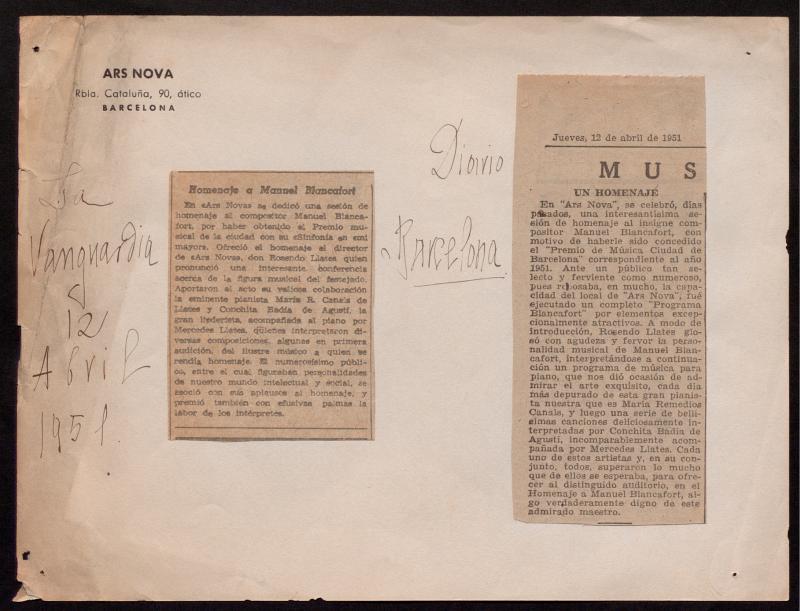 ARS NOVA
Rbla. Cataluña, 90, ático
BARCELONA
La
Vanguardia
12
Abril
1951.
Homenaje a Manuel Blancafort
En «Ars Nova» se dedicó una sesión de
homenaje al compositor Manuel Blanca-
fort, por haber obtenido el Premio mu-
sical de la ciudad con su «Sinfonía en «mi
mayor». Ofreció el homenaje el director
de «Ars Nova», don Rosendo Llates quien
pronunció una interesante conferencia
acerca de la figura musical del festejado.
Aportaron al acto su valiosa colaboración
la eminente pianista María R. Canals de
Llates y Conchita Badía de Agustí, la
gran liederista, acompañada al piano por
Mercedes Llates, quienes interpretaron di-
versas composiciones, algunas en primera
audición, del ilustre músico a quien se
rendía homenaje. El numerosísimo públi-
co, entre el cual figuraban personalidades
de nuestro mundo intelectual y social, se
asoció con sus aplausos al homenaje, y
premió también con efusivas palmas la
labor de los intérpretes.
Diario
Barcelona
Jueves, 12 de abril de 1951
MUS
UN HOMENAJE
En "Ars Nova", se celebró, días
pasados, una interesantísima se-
sión de homenaje al insigne com-
positor Manuel Blancafort, con
motivo de haberle sido concedido
el "Premio de Música Ciudad de
Barcelona" correspondiente al año
1951. Ante un público tan se-
lecto y ferviente como numeroso,
pues rebosaba, en mucho, la capa-
cidad del local de "Ars Nova", fué
ejecutado un completo "Programa
Blancafort" por elementos excep-
cionalmente atractivos. A modo de
introducción, Rosendo Llates glo-
só con agudeza y fervor la perso-
nalidad musical de Manuel Blan-
cafort, interpretándose a continua-
ción un programa de música para
piano, que nos dió ocasión de ad-
mirar el arte exquisito, cada día
más depurado de esta gran pianis-
ta nuestra que es María Remedios
Canals, y luego una serie de bellí-
simas canciones deliciosamente in-
terpretadas por Conchita Badía de
Agustí, incomparablemente acom-
pañada por Mercedes Llates. Cada
uno de estos artistas y, en su con-
junto, todos, superaron lo mucho
que de ellos se esperaba, para ofre-
cer al distinguido auditorio, en el
Homenaje a Manuel Blancafort, al-
go verdaderamente digno de este
admirado maestro.